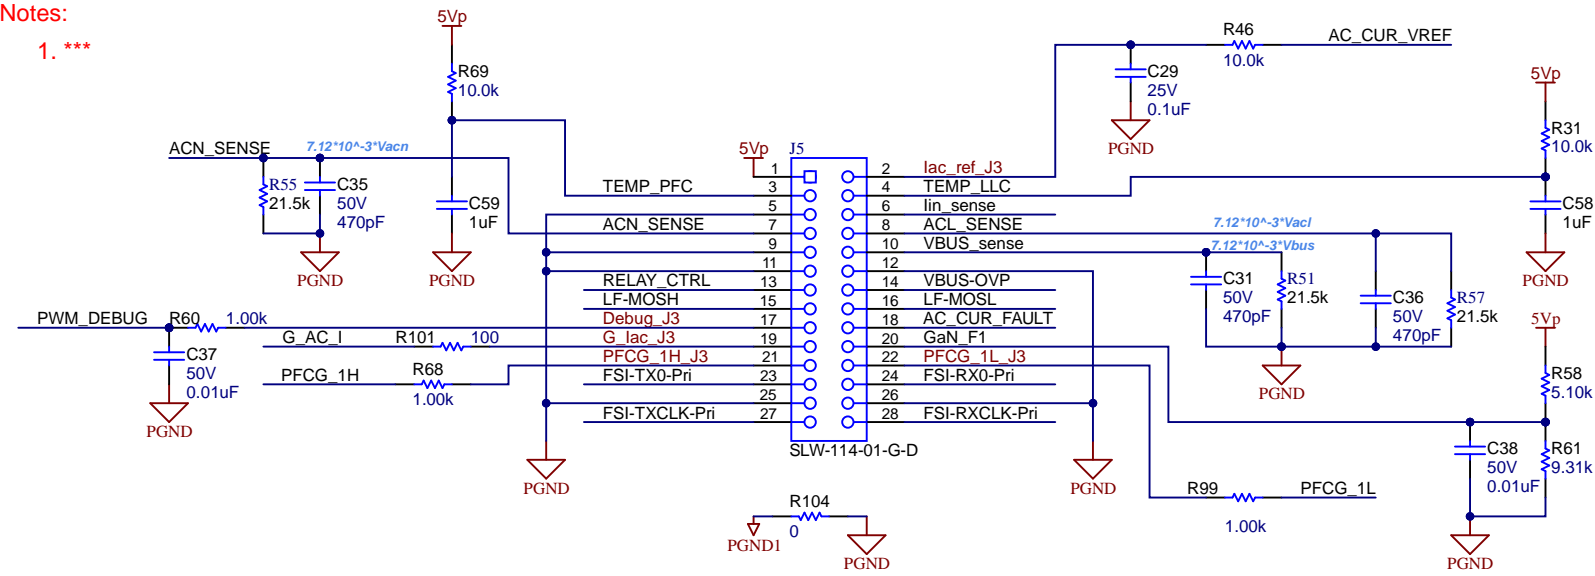 Notes:
1. ***
5Vp
R69
10.0k
ACN_SENSE
7.12*10^-3*Vacn
R55
21.5k
C35
50V
470pF
C59
1uF
PGND
PGND
R46
10.0k
AC_CUR_VREF
C29
25V
0.1uF
PGND
5Vp
R31
10.0k
C58
1uF
PGND
5Vp
J5
1
2
Iac_ref_J3
TEMP_PFC
3
4
TEMP_LLC
5
6
Iin_sense
ACN_SENSE
7
8
ACL_SENSE
7.12*10^-3*Vacl
9
10
VBUS_sense
7.12*10^-3*Vbus
11
12
RELAY_CTRL
13
14
VBUS-OVP
LF-MOSH
15
16
LF-MOSL
Debug_J3
17
18
AC_CUR_FAULT
G_Iac_J3
19
20
GaN_F1
PFCG_1H_J3
21
22
PFCG_1L_J3
FSI-TX0-Pri
23
24
FSI-RX0-Pri
25
26
FSI-TXCLK-Pri
27
28
FSI-RXCLK-Pri
SLW-114-01-G-D
PWM_DEBUG
R60
1.00k
C37
50V
0.01uF
PGND
G_AC_I
R101
100
PFCG_1H
R68
1.00k
PGND
C31
50V
470pF
R51
21.5k
C36
50V
470pF
R57
21.5k
PGND
5Vp
R58
5.10k
C38
50V
0.01uF
R61
9.31k
PGND
PGND
R99
1.00k
PFCG_1L
R104
0
PGND1
PGND